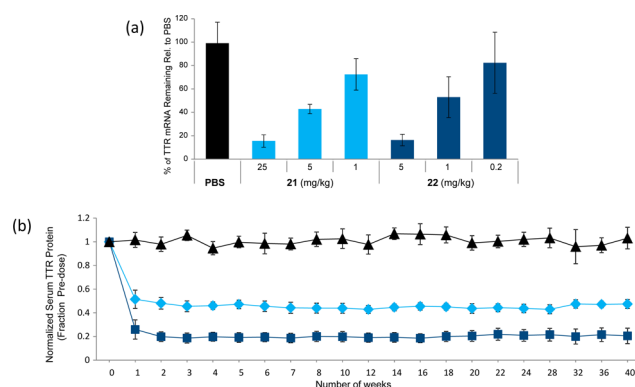 (a)
% of TTR mRNA Remaining Rel. to PBS
120
100
80
60
40
20
0
25 5 1 5 1 0.2
PBS 21 (mg/kg) 22 (mg/kg)
(b)
Normalized Serum TTR Protein
(Fraction Pre-dose)
1.2
1
0.8
0.6
0.4
0.2
0
0 1 2 3 4 5 6 7 8 10 12 14 16 18 20 22 24 28 32 36 40
Number of weeks